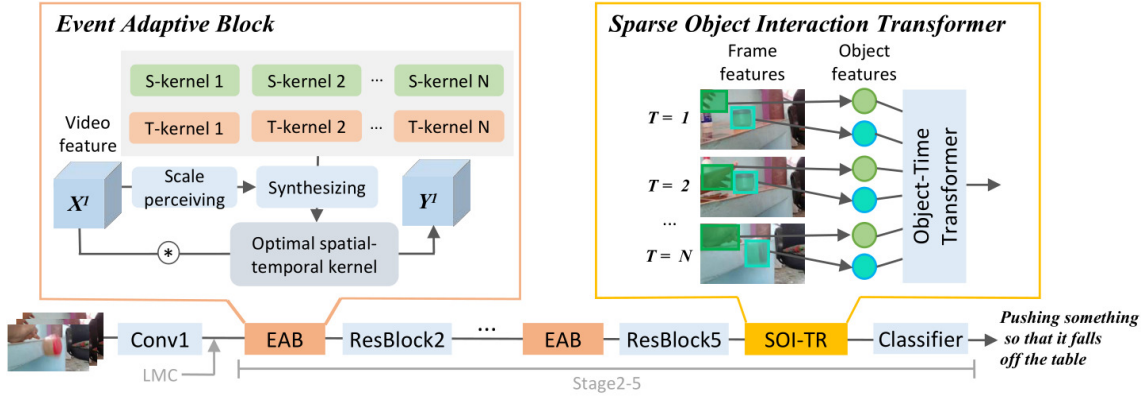 Event Adaptive Block
S-kernel 1
S-kernel 2
...
S-kernel N
T-kernel 1
T-kernel 2
...
T-kernel N
Video
feature
X¹
Scale
perceiving
Synthesizing
Y¹
*
Optimal spatial-
temporal kernel
Sparse Object Interaction Transformer
Frame
features
Object
features
T = 1
T = 2
...
T = N
Object-Time
Transformer
Conv1
LMC
EAB
ResBlock2
...
EAB
ResBlock5
SOI-TR
Classifier
Pushing something
so that it falls
off the table
Stage2-5